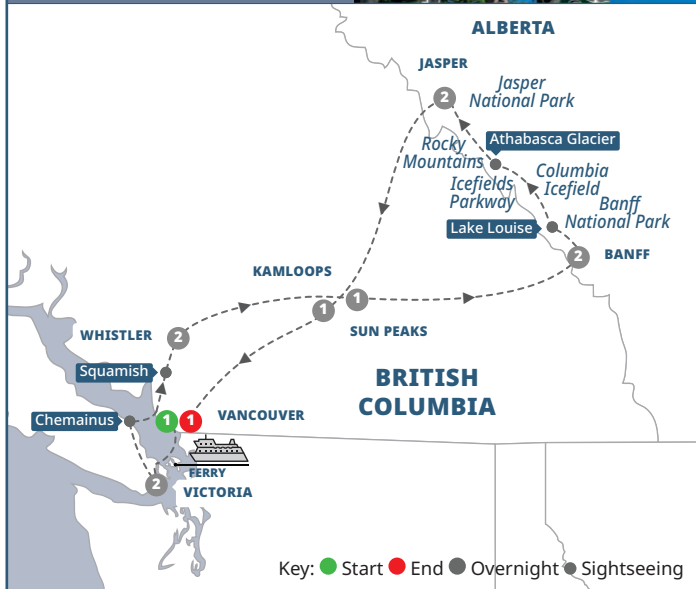 ALBERTA
JASPER
2
Jasper
National Park
Rocky
Mountains
Athabasca Glacier
Icefields
Parkway
Columbia
Icefield
Banff
National Park
Lake Louise
2
BANFF
KAMLOOPS
1
1
SUN PEAKS
WHISTLER
2
Squamish
BRITISH
COLUMBIA
Chemainus
1
1
VANCOUVER
FERRY
2
VICTORIA
Key: Start End Overnight Sightseeing